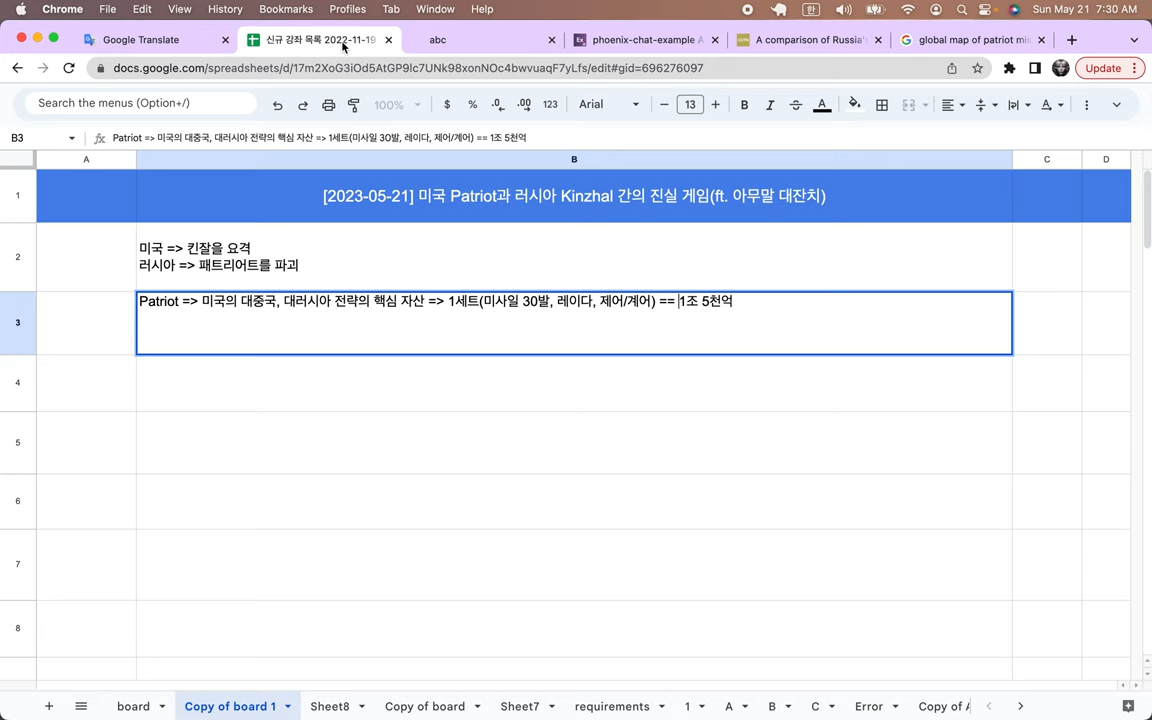 Chrome File Edit View History Bookmarks Profiles Tab Window Help 한 Sun May 21 7:30 AM
Google Translate 신규 강좌 목록 2022-11-19 abc Ex phoenix-chat-example A A comparison of Russia' global map of patriot mis
docs.google.com/spreadsheets/d/17m2XoG3iOd5AtGP9lc7UNk98xonNOc4bwvuaqF7yLfs/edit#gid=696276097 Update
Search the menus (Option+/) 100% $ % .0 .00 123 Arial 13 B I S A A
B3 fx Patriot => 미국의 대중국, 대러시아 전략의 핵심 자산 => 1세트(미사일 30발, 레이다, 제어/계어) == 1조 5천억
A B C D
1 [2023-05-21] 미국 Patriot과 러시아 Kinzhal 간의 진실 게임(ft. 아무말 대잔치)
2 미국 => 킨잘을 요격
러시아 => 패트리어트를 파괴
3 Patriot => 미국의 대중국, 대러시아 전략의 핵심 자산 => 1세트(미사일 30발, 레이다, 제어/계어) == 1조 5천억
4
5
6
7
8
board Copy of board 1 Sheet8 Copy of board Sheet7 requirements 1 A B C Error Copy of